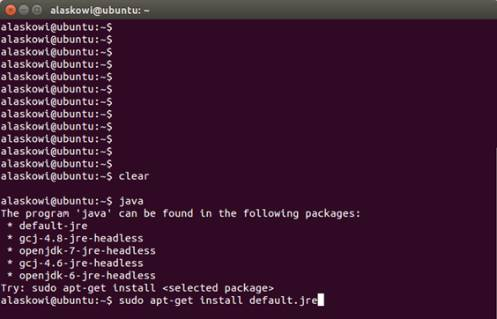 alaskowi@ubuntu: ~
alaskowi@ubuntu:~$
alaskowi@ubuntu:~$
alaskowi@ubuntu:~$
alaskowi@ubuntu:~$
alaskowi@ubuntu:~$
alaskowi@ubuntu:~$
alaskowi@ubuntu:~$
alaskowi@ubuntu:~$
alaskowi@ubuntu:~$
alaskowi@ubuntu:~$
alaskowi@ubuntu:~$
alaskowi@ubuntu:~$
alaskowi@ubuntu:~$ clear
alaskowi@ubuntu:~$ java
The program 'java' can be found in the following packages:
* default-jre
* gcj-4.8-jre-headless
* openjdk-7-jre-headless
* gcj-4.6-jre-headless
* openjdk-6-jre-headless
Try: sudo apt-get install <selected package>
alaskowi@ubuntu:~$ sudo apt-get install default.jre